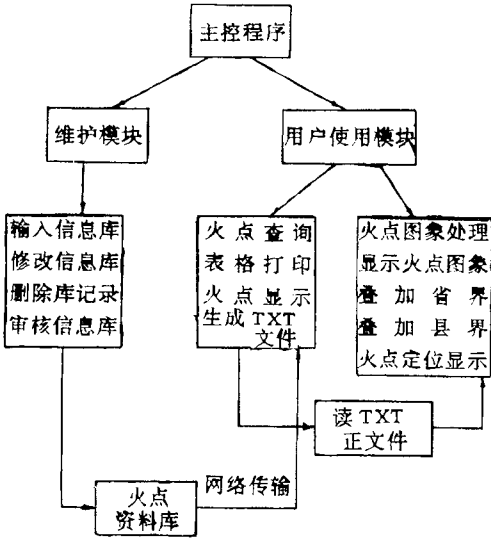 主控程序
维护模块
用户使用模块
输入信息库
修改信息库
删除库记录
审核信息库
火点查询
表格打印
火点显示
生成TXT
文件
火点图象处理
显示火点图象
叠加省界
叠加县界
火点定位显示
读TXT
正文件
火点
资料库
网络传输